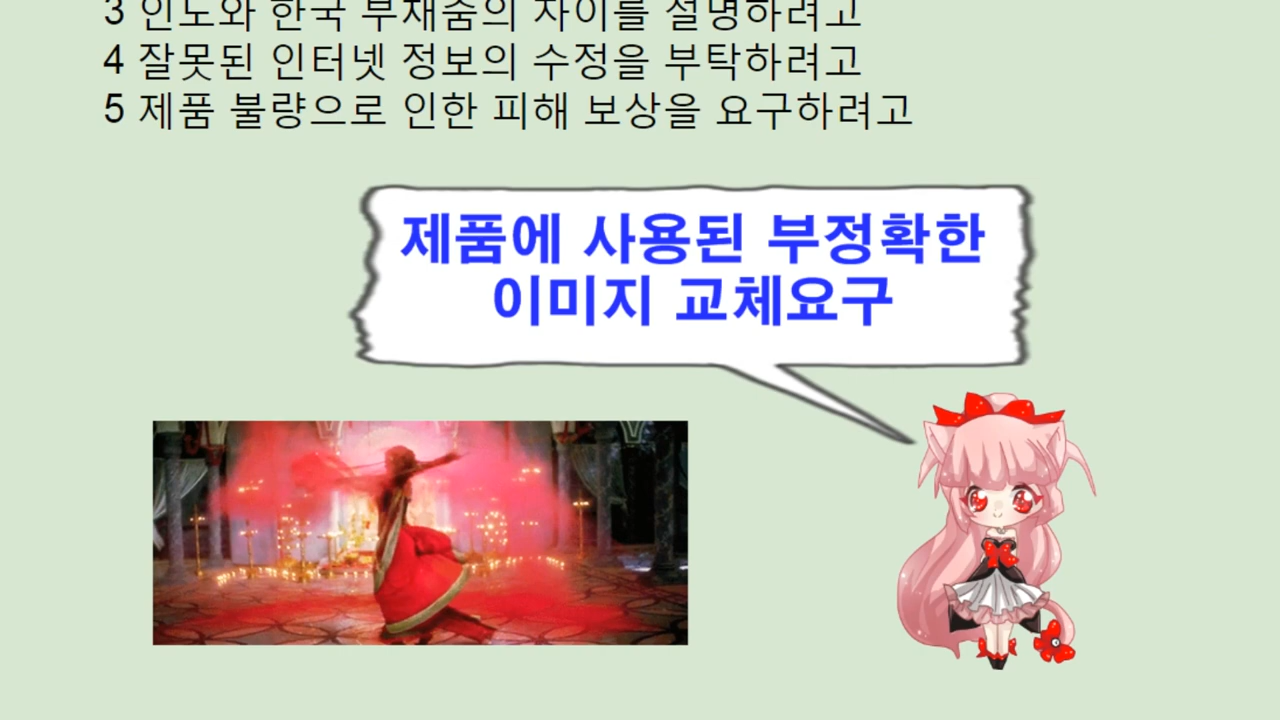 3 인도와 한국 부채춤의 차이를 설명하려고
4 잘못된 인터넷 정보의 수정을 부탁하려고
5 제품 불량으로 인한 피해 보상을 요구하려고
제품에 사용된 부정확한
이미지 교체요구